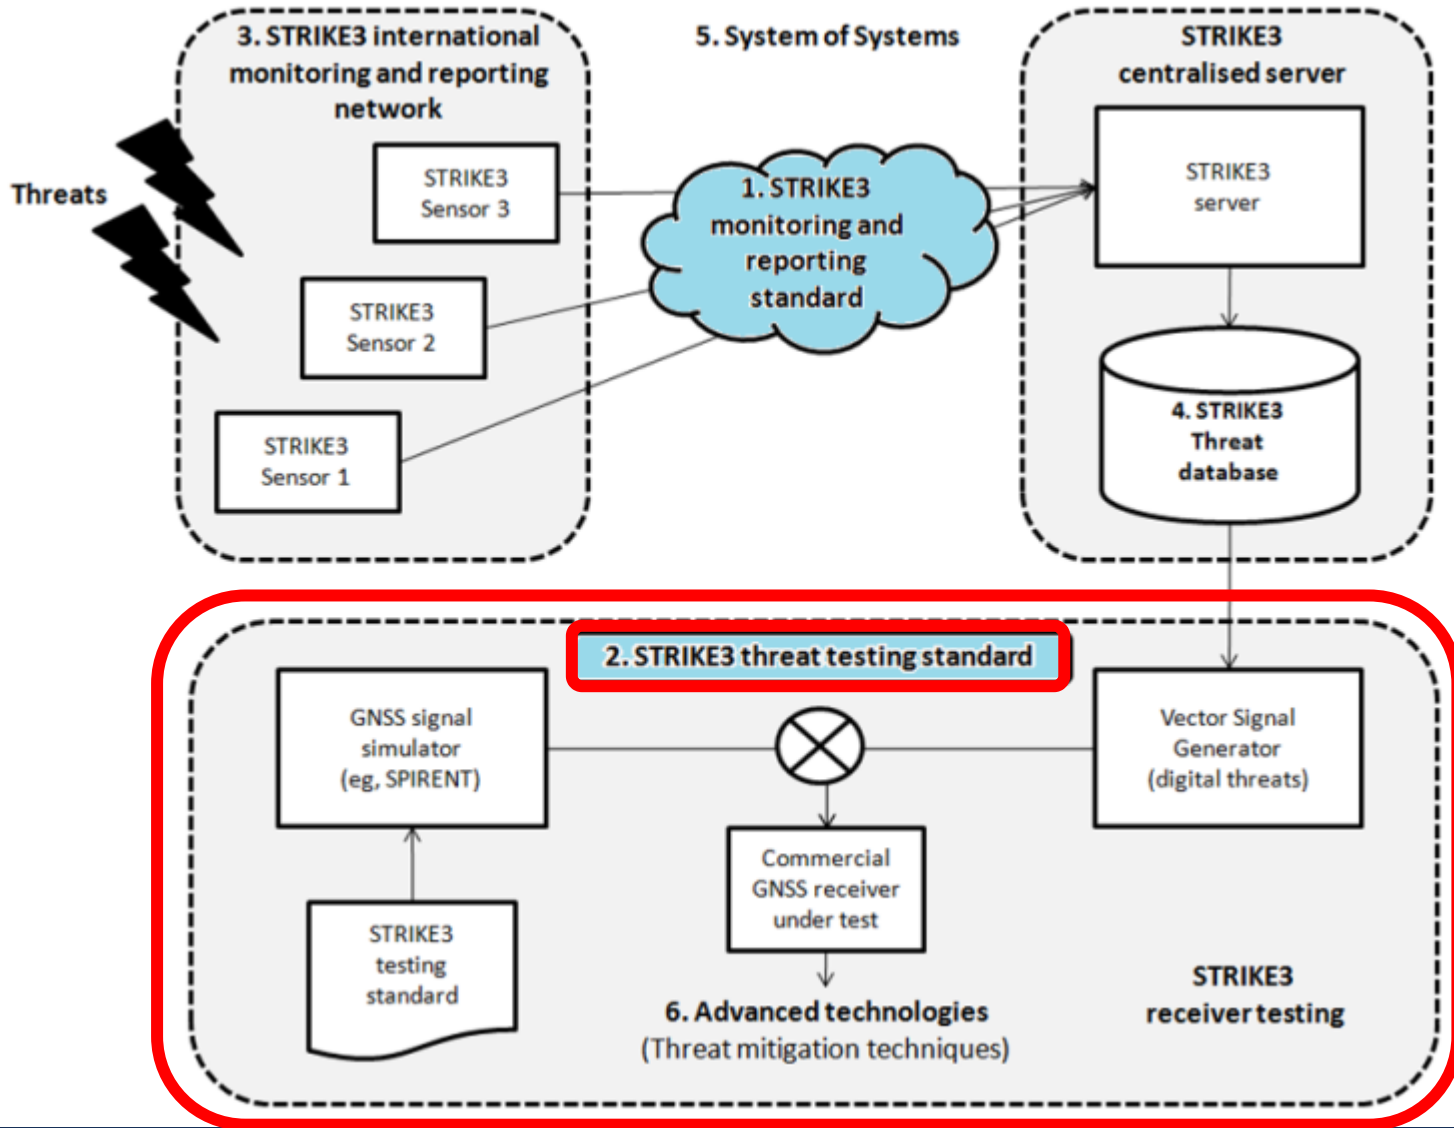 3. STRIKE3 international
monitoring and reporting
network
5. System of Systems
STRIKE3
centralised server
Threats
STRIKE3
Sensor 3
STRIKE3
Sensor 2
STRIKE3
Sensor 1
1. STRIKE3
monitoring and
reporting
standard
STRIKE3
server
4. STRIKE3
Threat
database
2. STRIKE3 threat testing standard
GNSS signal
simulator
(eg, SPIRENT)
Vector Signal
Generator
(digital threats)
Commercial
GNSS receiver
under test
STRIKE3
testing
standard
6. Advanced technologies
(Threat mitigation techniques)
STRIKE3
receiver testing